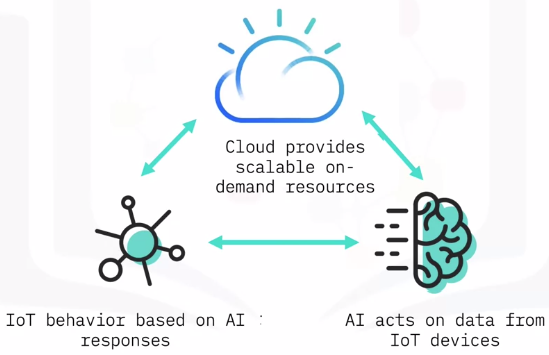 Cloud provides
scalable on-
demand resources
IoT behavior based on AI :
responses
AI acts on data from
IoT devices